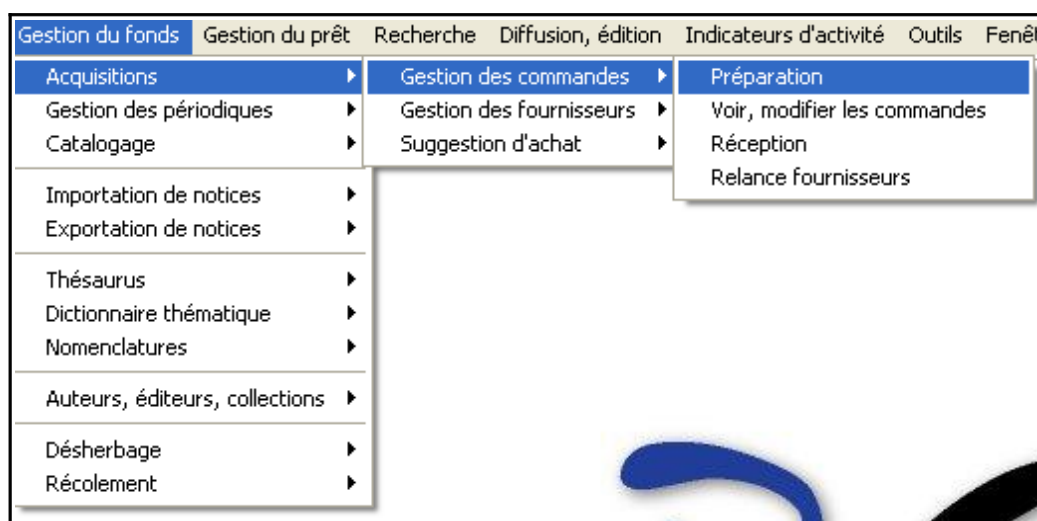 Gestion du fonds Gestion du prêt Recherche Diffusion, édition Indicateurs d'activité Outils Fenêt
Acquisitions
Gestion des périodiques
Catalogage
Importation de notices
Exportation de notices
Thésaurus
Dictionnaire thématique
Nomenclatures
Auteurs, éditeurs, collections
Désherbage
Récolement
Gestion des commandes
Gestion des fournisseurs
Suggestion d'achat
Préparation
Voir, modifier les commandes
Réception
Relance fournisseurs